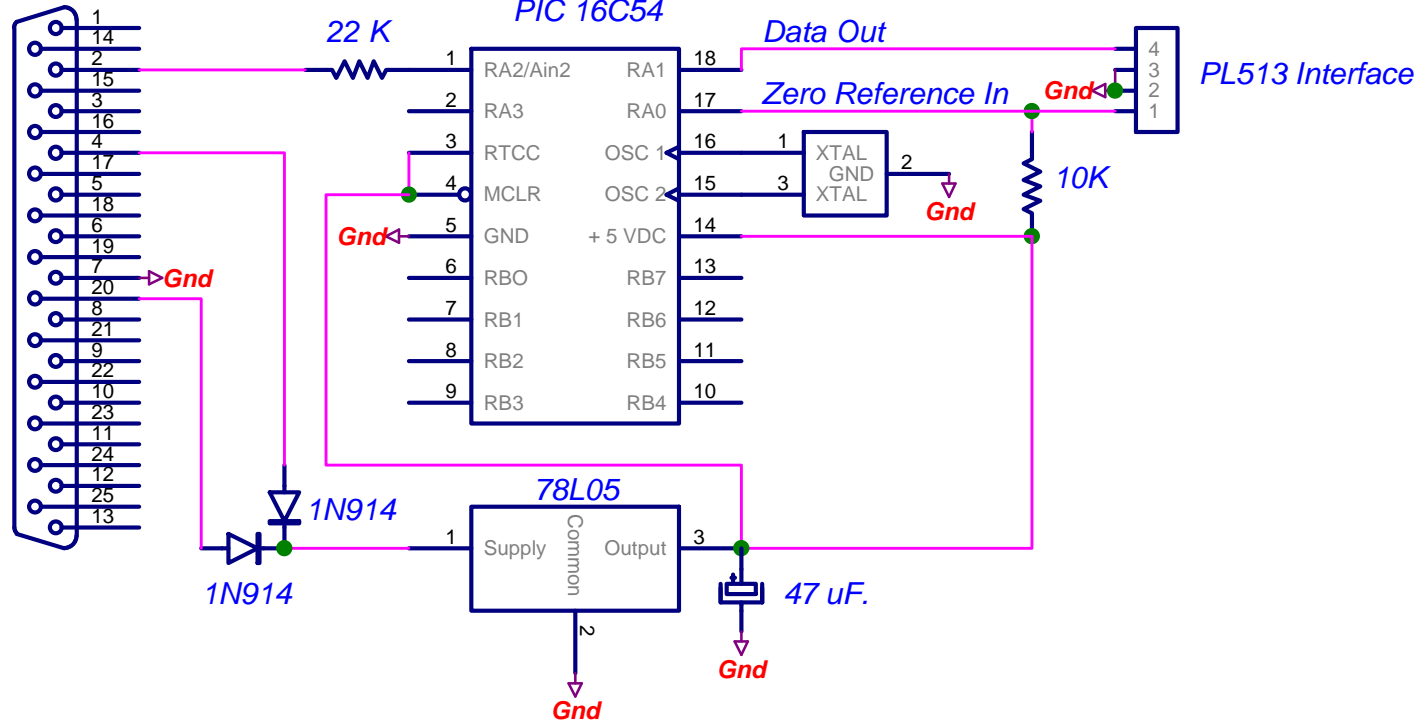 PIC 16C54
1
14
2
15
3
16
4
17
5
18
6
19
7
20
8
21
9
22
10
23
11
24
12
25
13
Gnd
22 K
1 RA2/Ain2 RA1 18
2 RA3 RA0 17
3 RTCC OSC 1 16
4 MCLR OSC 2 15
5 GND + 5 VDC 14
6 RBO RB7 13
7 RB1 RB6 12
8 RB2 RB5 11
9 RB3 RB4 10
Gnd
Data Out
Zero Reference In
1 XTAL
GND 2
3 XTAL
Gnd
Gnd
4
3
2
1
PL513 Interface
10K
1N914
1N914
78L05
1 Supply Common Output 3
2
Gnd
47 uF.
Gnd